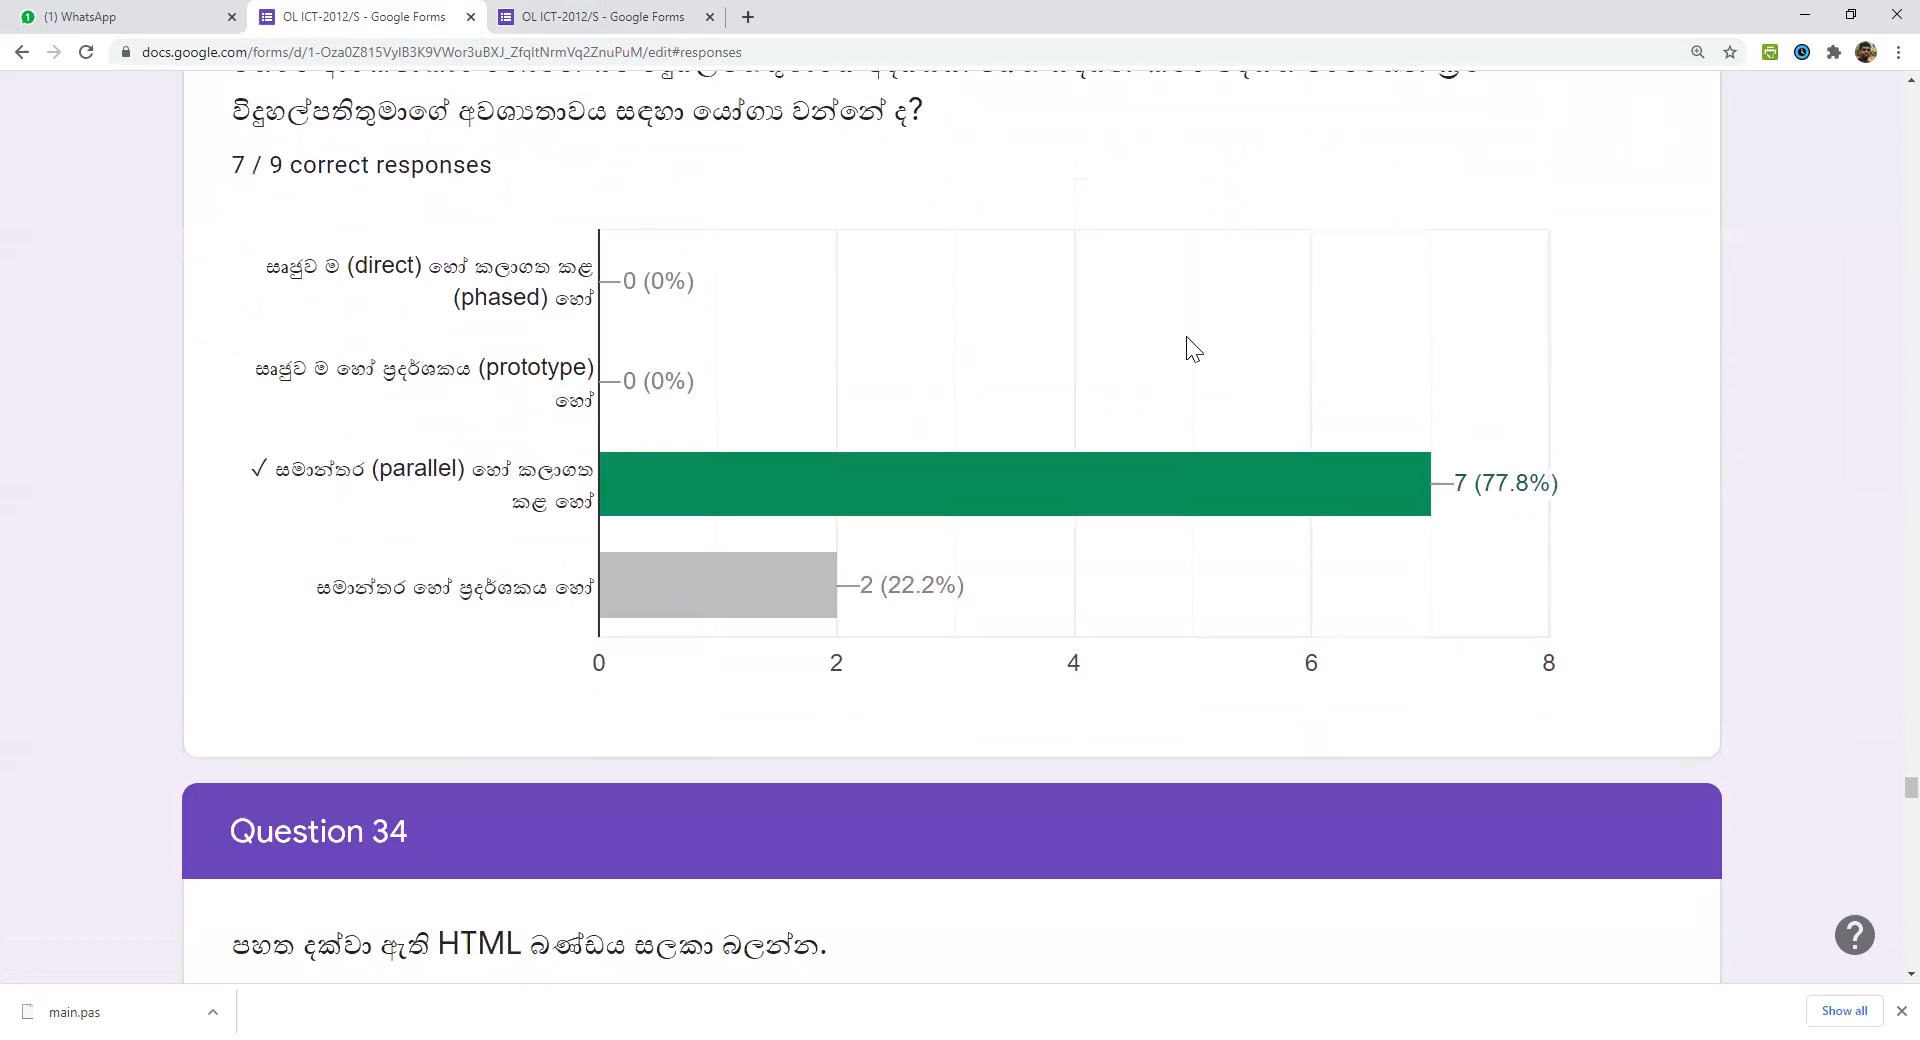 (1) WhatsApp
OL ICT-2012/S - Google Forms
OL ICT-2012/S - Google Forms
docs.google.com/forms/d/1-Oza0Z815VyIB3K9VWor3uBXJ_ZfqItNrmVq2ZnuPuM/edit#responses
විදුහල්පතිතුමාගේ අවශ්‍යතාවය සඳහා යෝග්‍ය වන්නේ ද?
7 / 9 correct responses
සෘජුව ම (direct) හෝ කලාගත කළ
(phased) හෝ
0 (0%)
සෘජුව ම හෝ ප්‍රදර්ශකය (prototype)
හෝ
0 (0%)
✓ සමාන්තර (parallel) හෝ කලාගත
කළ හෝ
7 (77.8%)
සමාන්තර හෝ ප්‍රදර්ශකය හෝ
2 (22.2%)
0 2 4 6 8
Question 34
පහත දක්වා ඇති HTML ඛණ්ඩය සලකා බලන්න.
main.pas
Show all